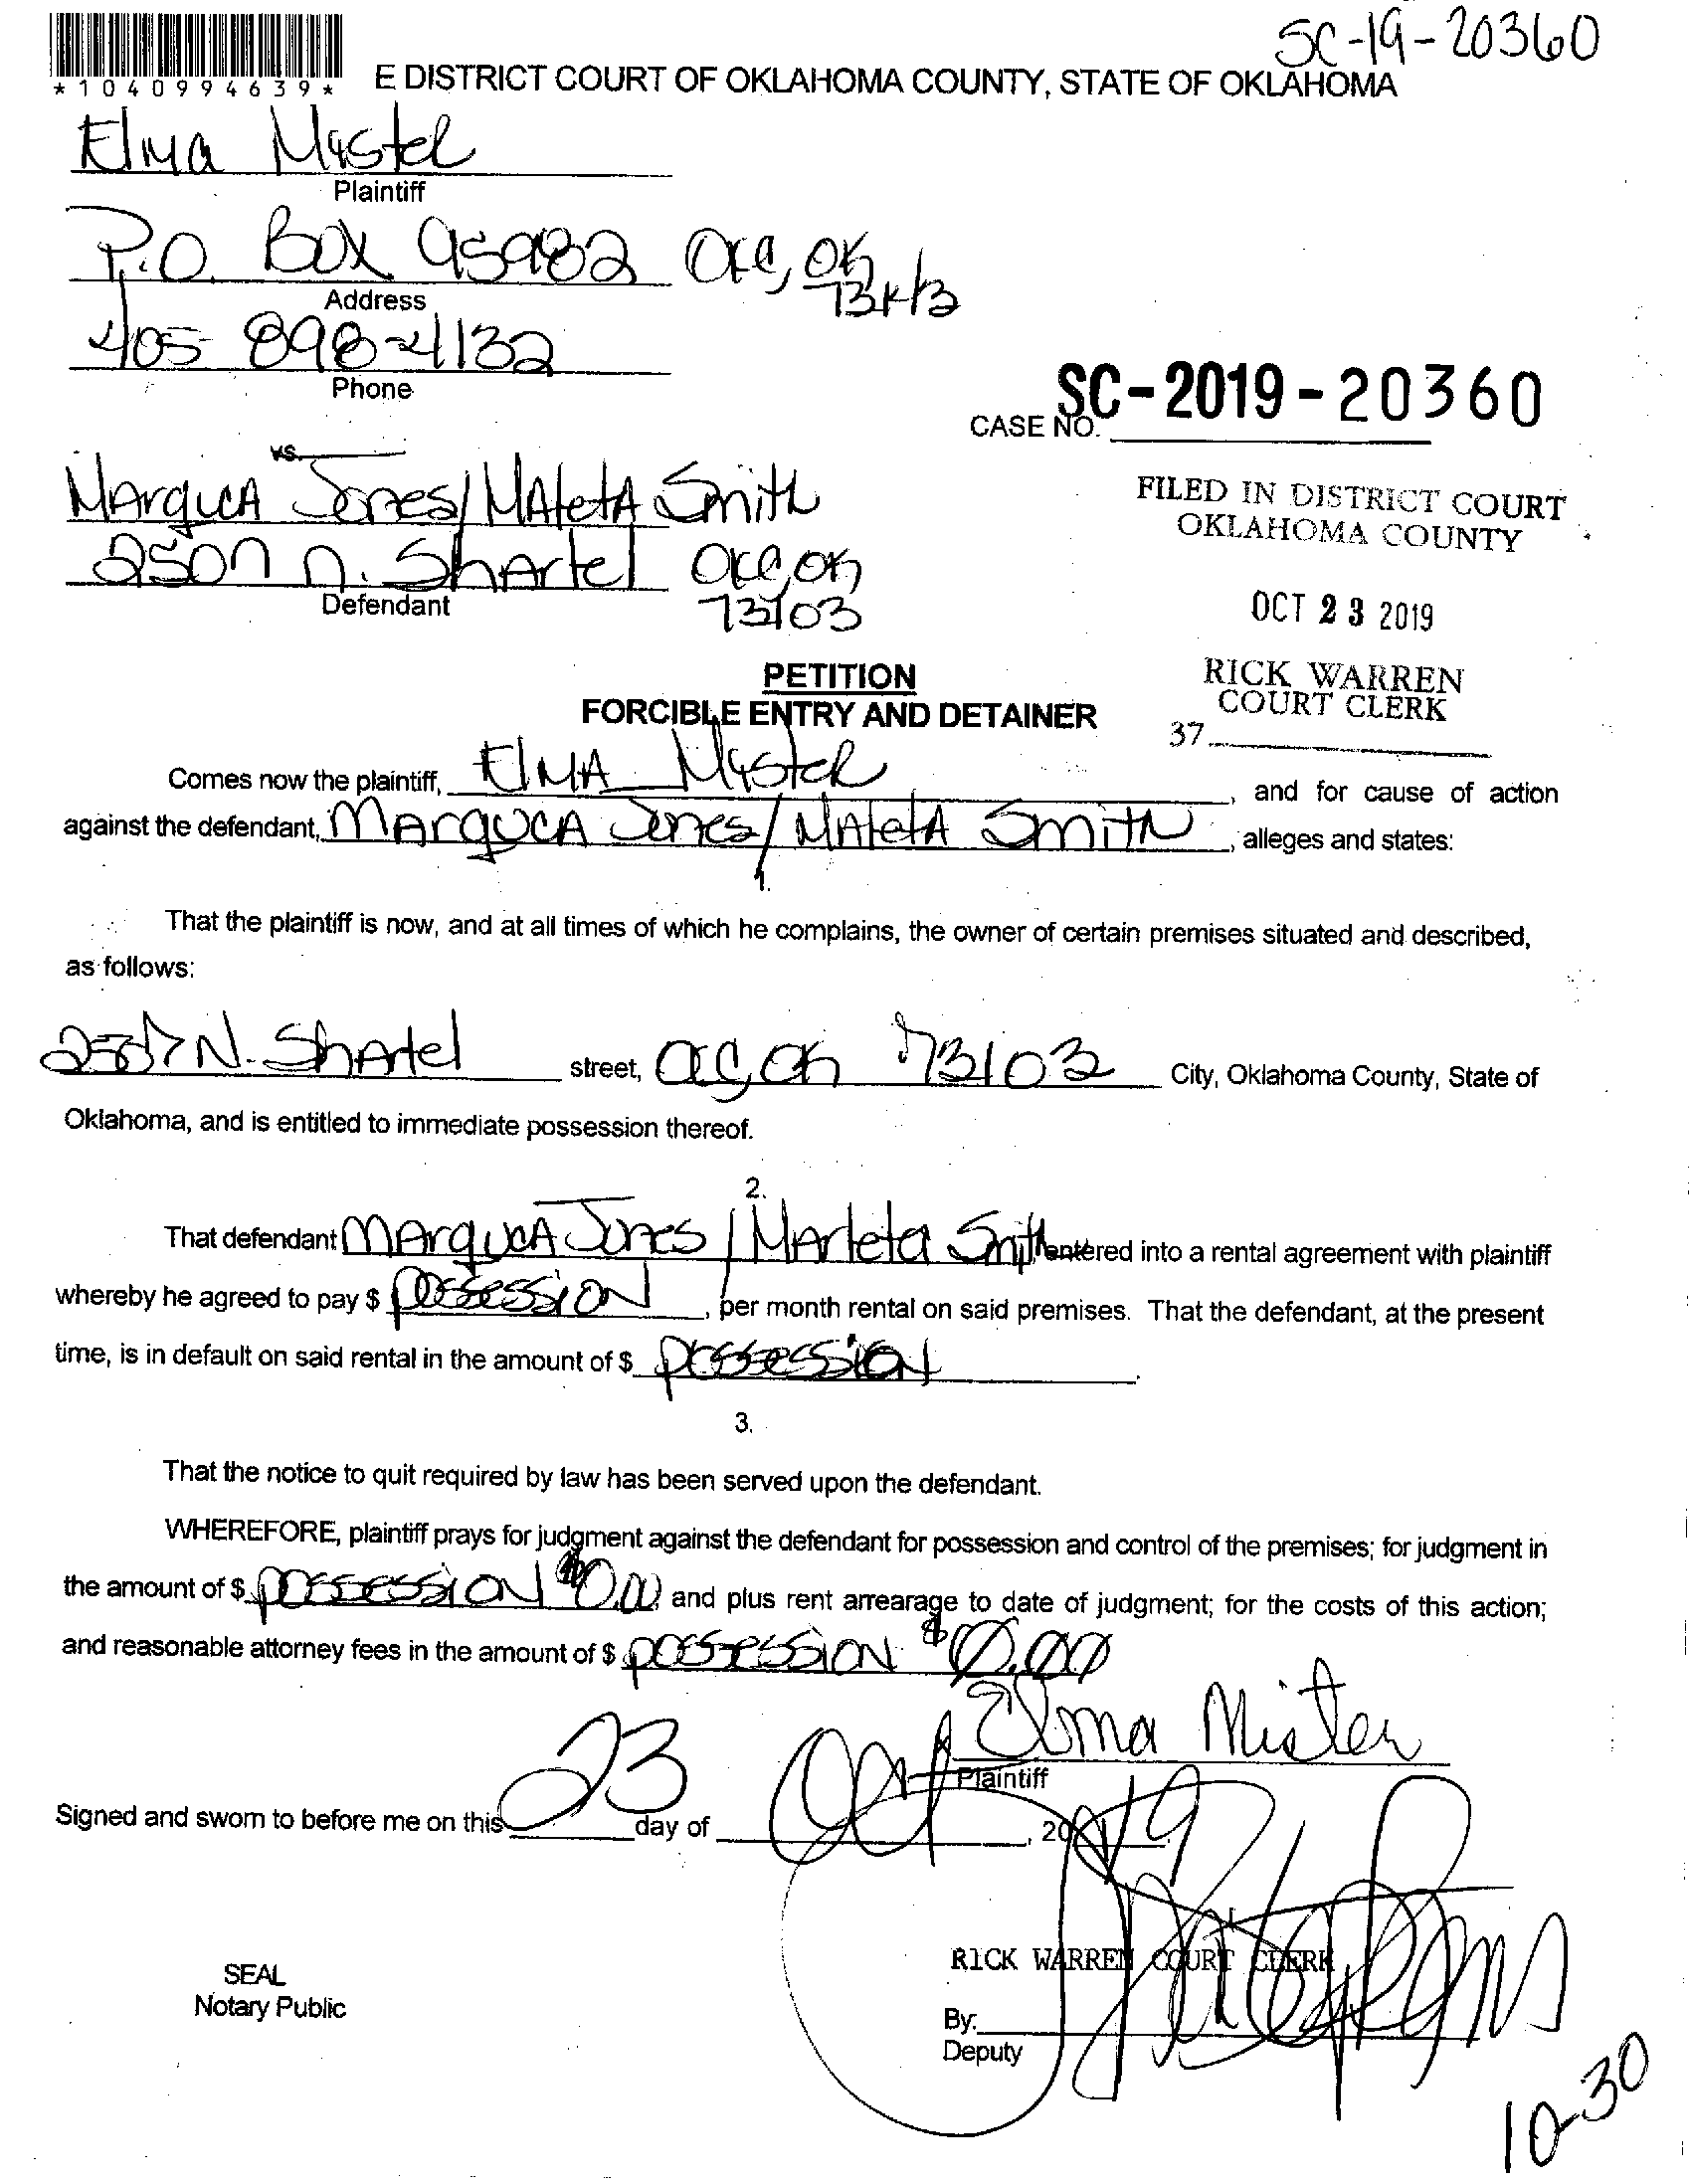 SC-19-20360
*1040994639*
E DISTRICT COURT OF OKLAHOMA COUNTY, STATE OF OKLAHOMA
Elma Mister
Plaintiff
P.O. Box 95982 OKC, OK
Address
405 898-4132
Phone
SC-2019-20360
CASE NO.
vs.
FILED IN DISTRICT COURT
OKLAHOMA COUNTY
Jones/ MAletA Smith
2507 N. Shartel OKC, OK
Defendant
73103
OCT 23 2019
PETITION
FORCIBLE ENTRY AND DETAINER
RICK WARREN
COURT CLERK
37
Comes now the plaintiff, ElMA Mister, and for cause of action
against the defendant, Jones/ MAletA Smith, alleges and states:
1.
That the plaintiff is now, and at all times of which he complains, the owner of certain premises situated and described,
as follows:
2507 N. Shartel street, OKC, OK 73103 City, Oklahoma County, State of
Oklahoma, and is entitled to immediate possession thereof.
2.
That defendant Jones / Marleta Smith entered into a rental agreement with plaintiff
whereby he agreed to pay $ possession, per month rental on said premises. That the defendant, at the present
time, is in default on said rental in the amount of $ possession.
3.
That the notice to quit required by law has been served upon the defendant.
WHEREFORE, plaintiff prays for judgment against the defendant for possession and control of the premises; for judgment in
the amount of $ possession $0.00 and plus rent arrearage to date of judgment; for the costs of this action;
and reasonable attorney fees in the amount of $ possession $0.00
Elma Mister
Plaintiff
Signed and sworn to before me on this 23 day of Oct, 2019
SEAL
Notary Public
RICK WARREN COURT CLERK
By:
Deputy
10-30